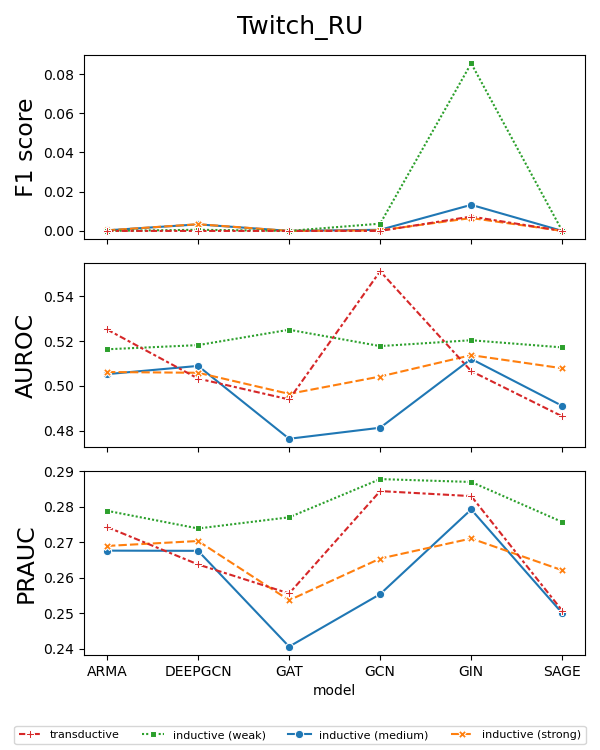 Twitch_RU
F1 score
0.08
0.06
0.04
0.02
0.00
AUROC
0.54
0.52
0.50
0.48
PRAUC
0.29
0.28
0.27
0.26
0.25
0.24
ARMA DEEPGCN GAT GCN GIN SAGE
model
transductive inductive (weak) inductive (medium) inductive (strong)